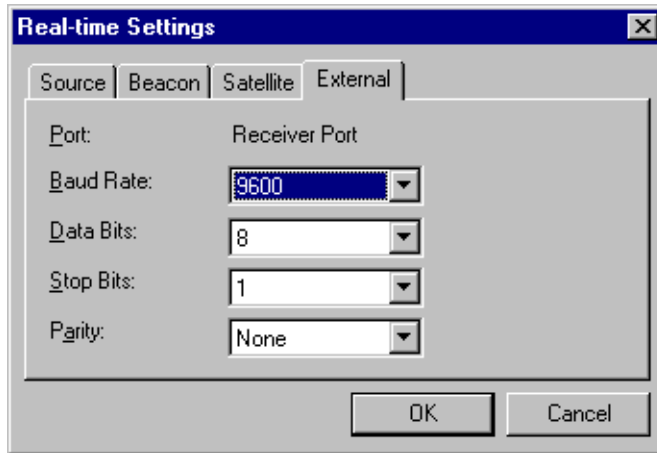 Real-time Settings
Source Beacon Satellite External
Port: Receiver Port
Baud Rate: 9600
Data Bits: 8
Stop Bits: 1
Parity: None
OK Cancel